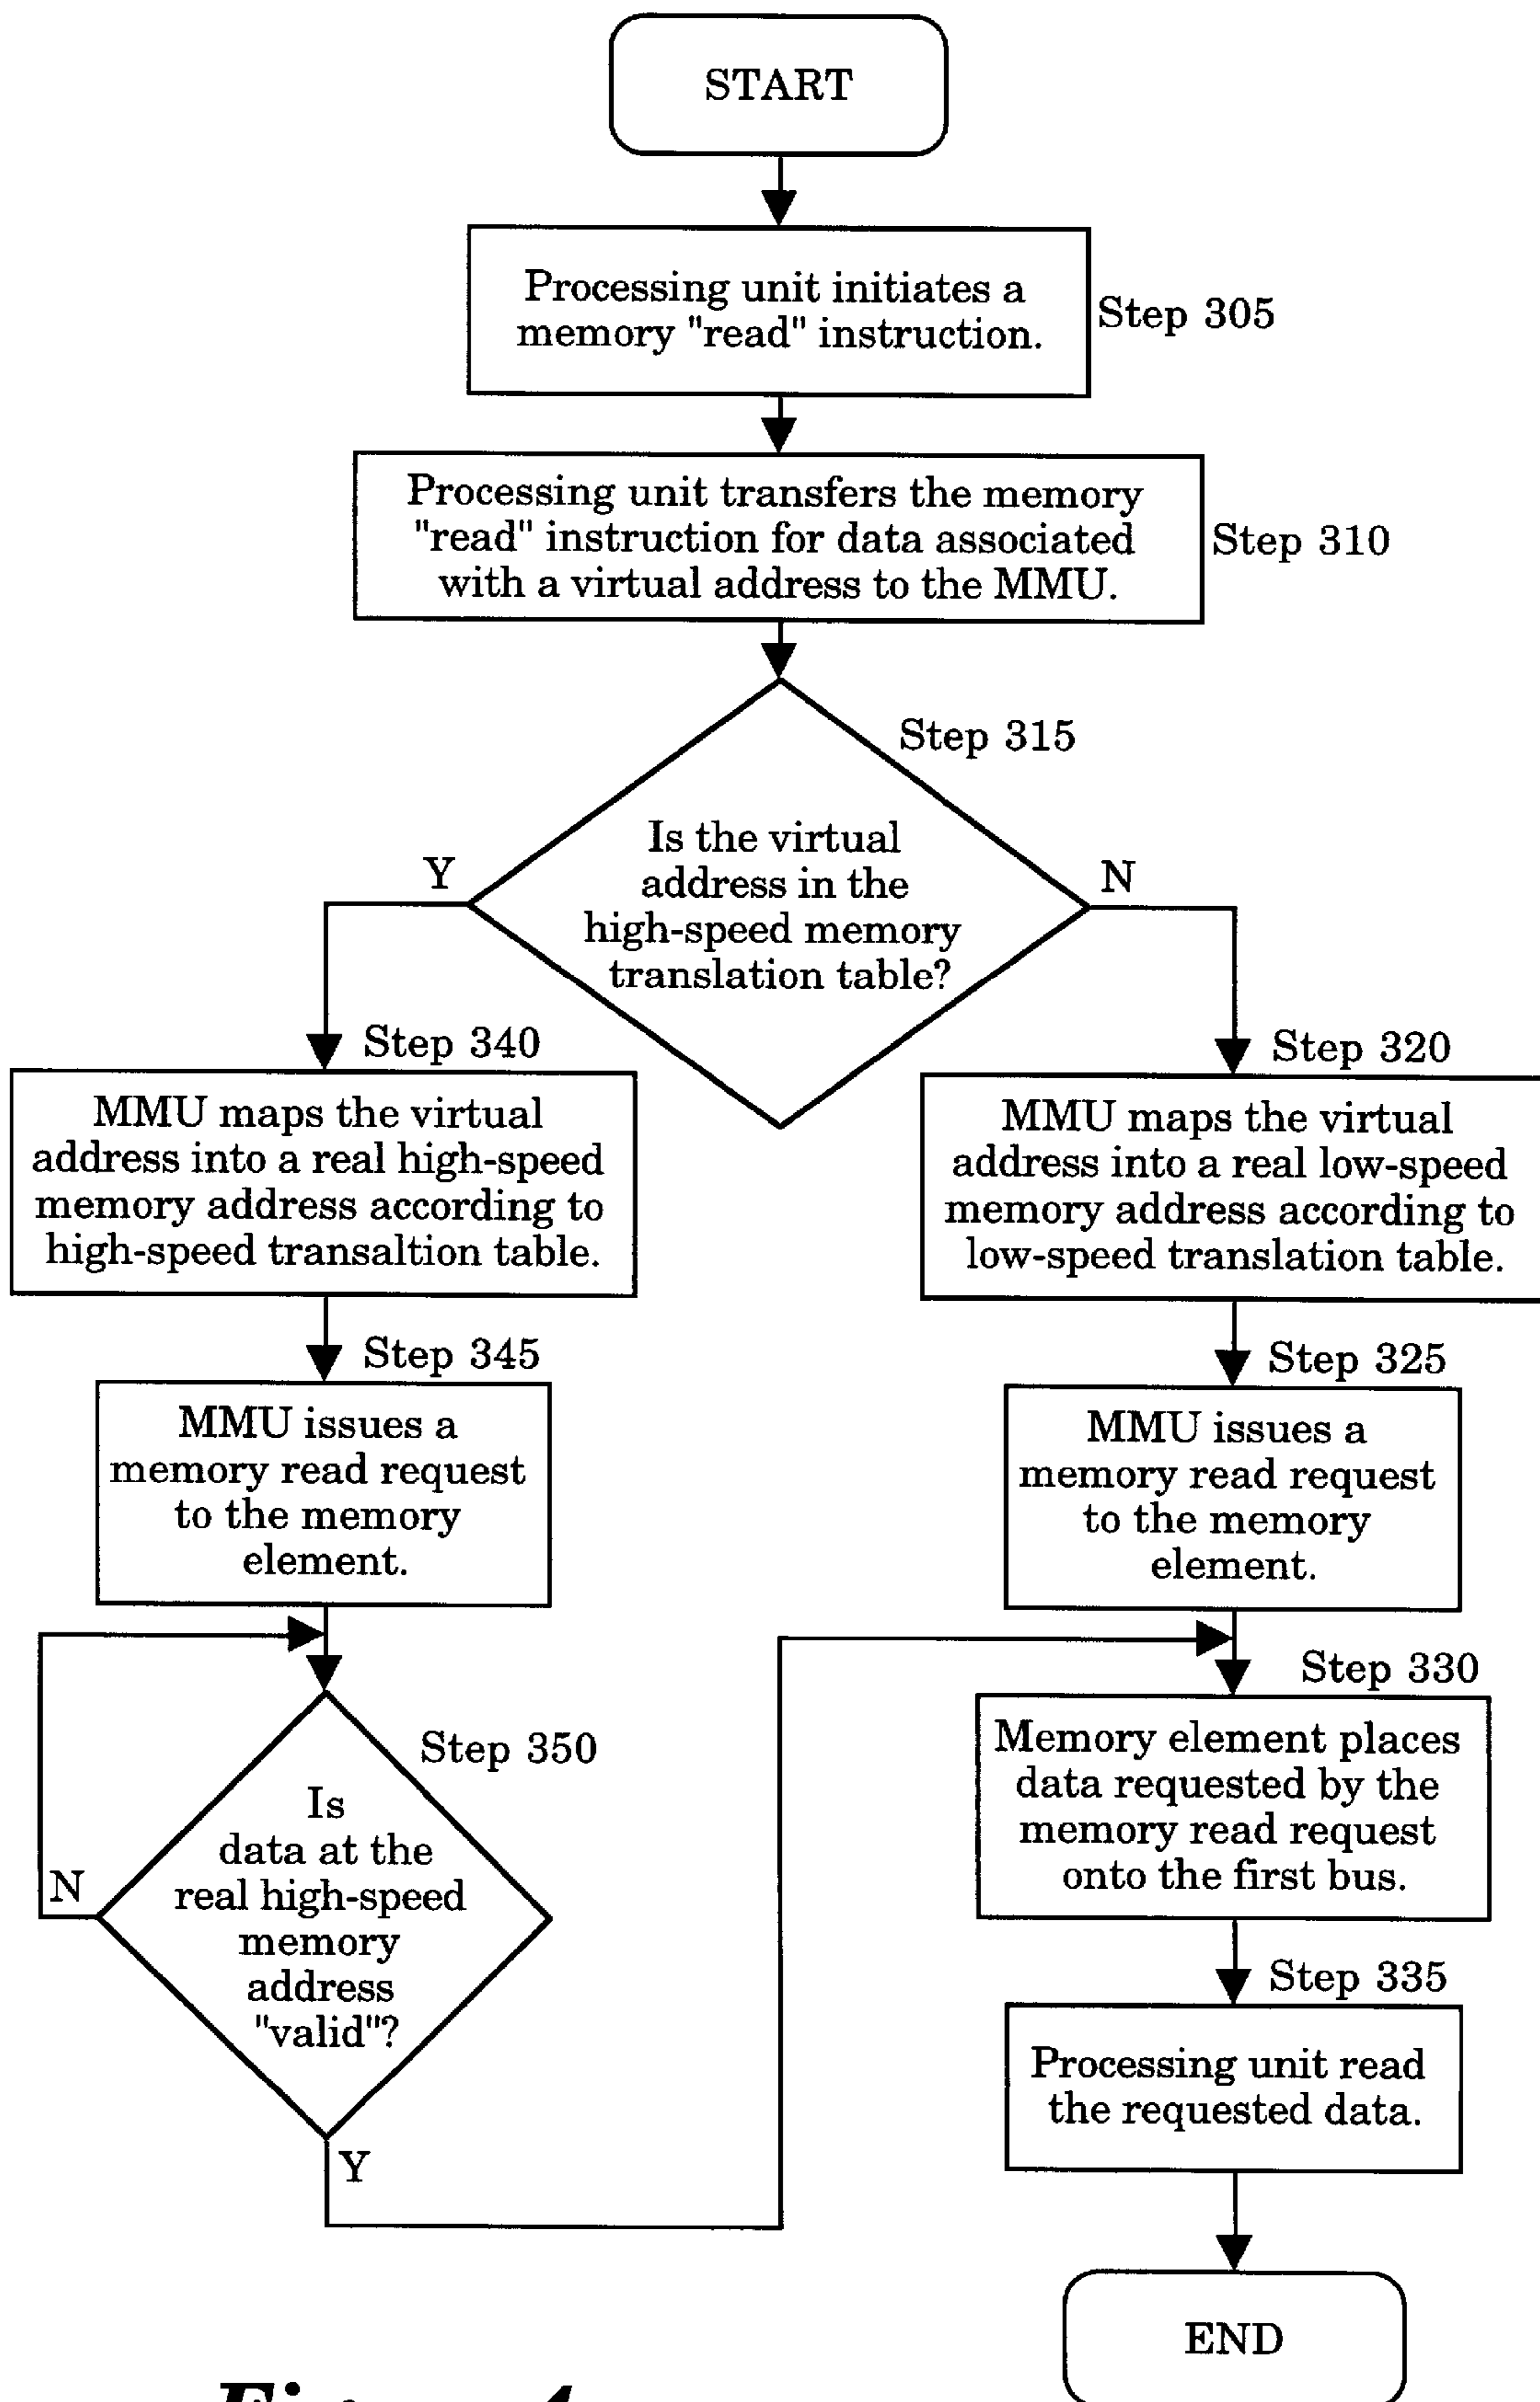 START
Processing unit initiates a
memory "read" instruction.
Step 305
Processing unit transfers the memory
"read" instruction for data associated
with a virtual address to the MMU.
Step 310
Step 315
Is the virtual
address in the
high-speed memory
translation table?
Y
N
Step 340
MMU maps the virtual
address into a real high-speed
memory address according to
high-speed transaltion table.
Step 320
MMU maps the virtual
address into a real low-speed
memory address according to
low-speed translation table.
Step 345
MMU issues a
memory read request
to the memory
element.
Step 325
MMU issues a
memory read request
to the memory
element.
Step 350
Is
data at the
real high-speed
memory
address
"valid"?
N
Y
Step 330
Memory element places
data requested by the
memory read request
onto the first bus.
Step 335
Processing unit read
the requested data.
END